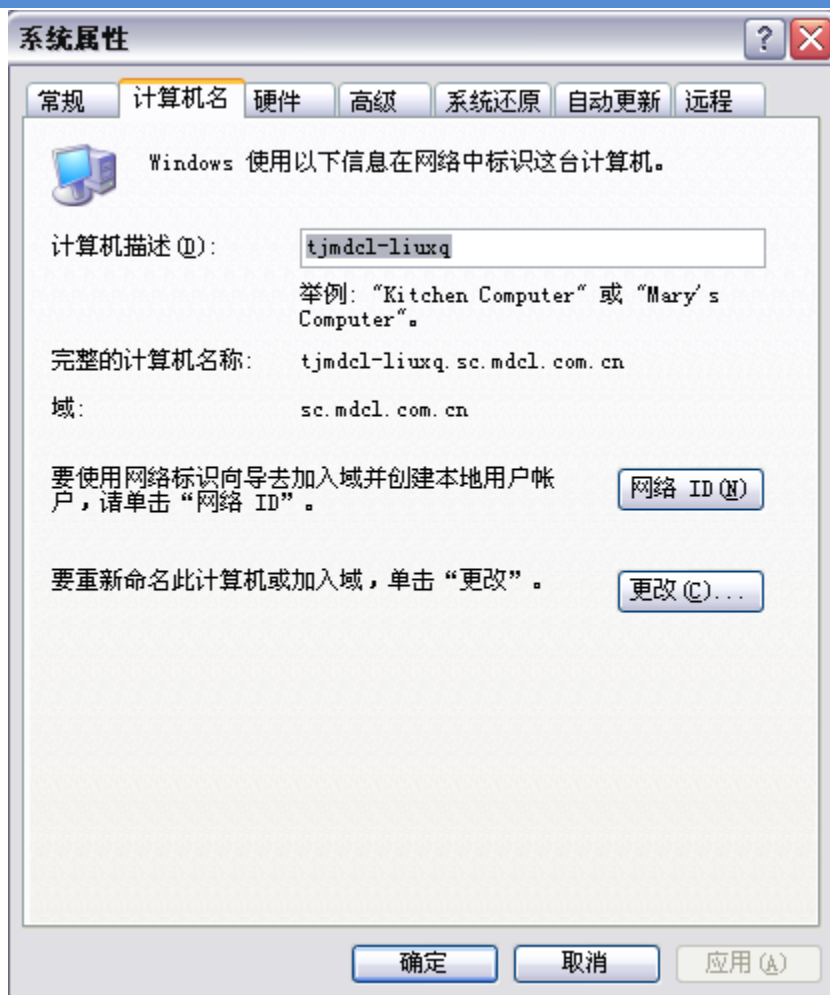 系统属性
常规 计算机名 硬件 高级 系统还原 自动更新 远程
Windows 使用以下信息在网络中标识这台计算机。
计算机描述(D): tjmdcl-liuxq
举例: "Kitchen Computer" 或 "Mary's
Computer"。
完整的计算机名称: tjmdcl-liuxq.sc.mdcl.com.cn
域: sc.mdcl.com.cn
要使用网络标识向导去加入域并创建本地用户帐
户，请单击“网络 ID”。
网络 ID(N)
要重新命名此计算机或加入域，单击“更改”。
更改(C)...
确定 取消 应用(A)